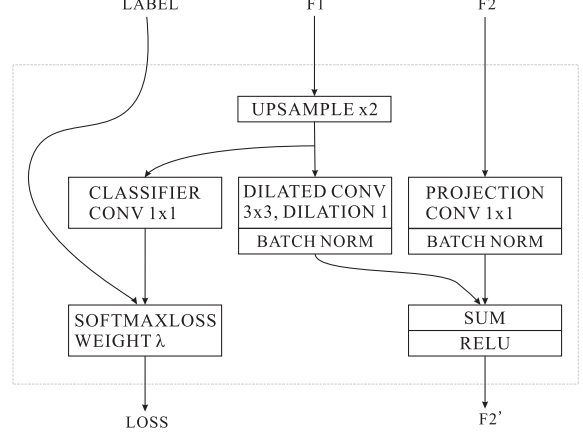 LABEL
F1
F2
UPSAMPLE x2
CLASSIFIER
CONV 1x1
DILATED CONV
3x3, DILATION 1
BATCH NORM
PROJECTION
CONV 1x1
BATCH NORM
SOFTMAXLOSS
WEIGHT λ
SUM
RELU
LOSS
F2'